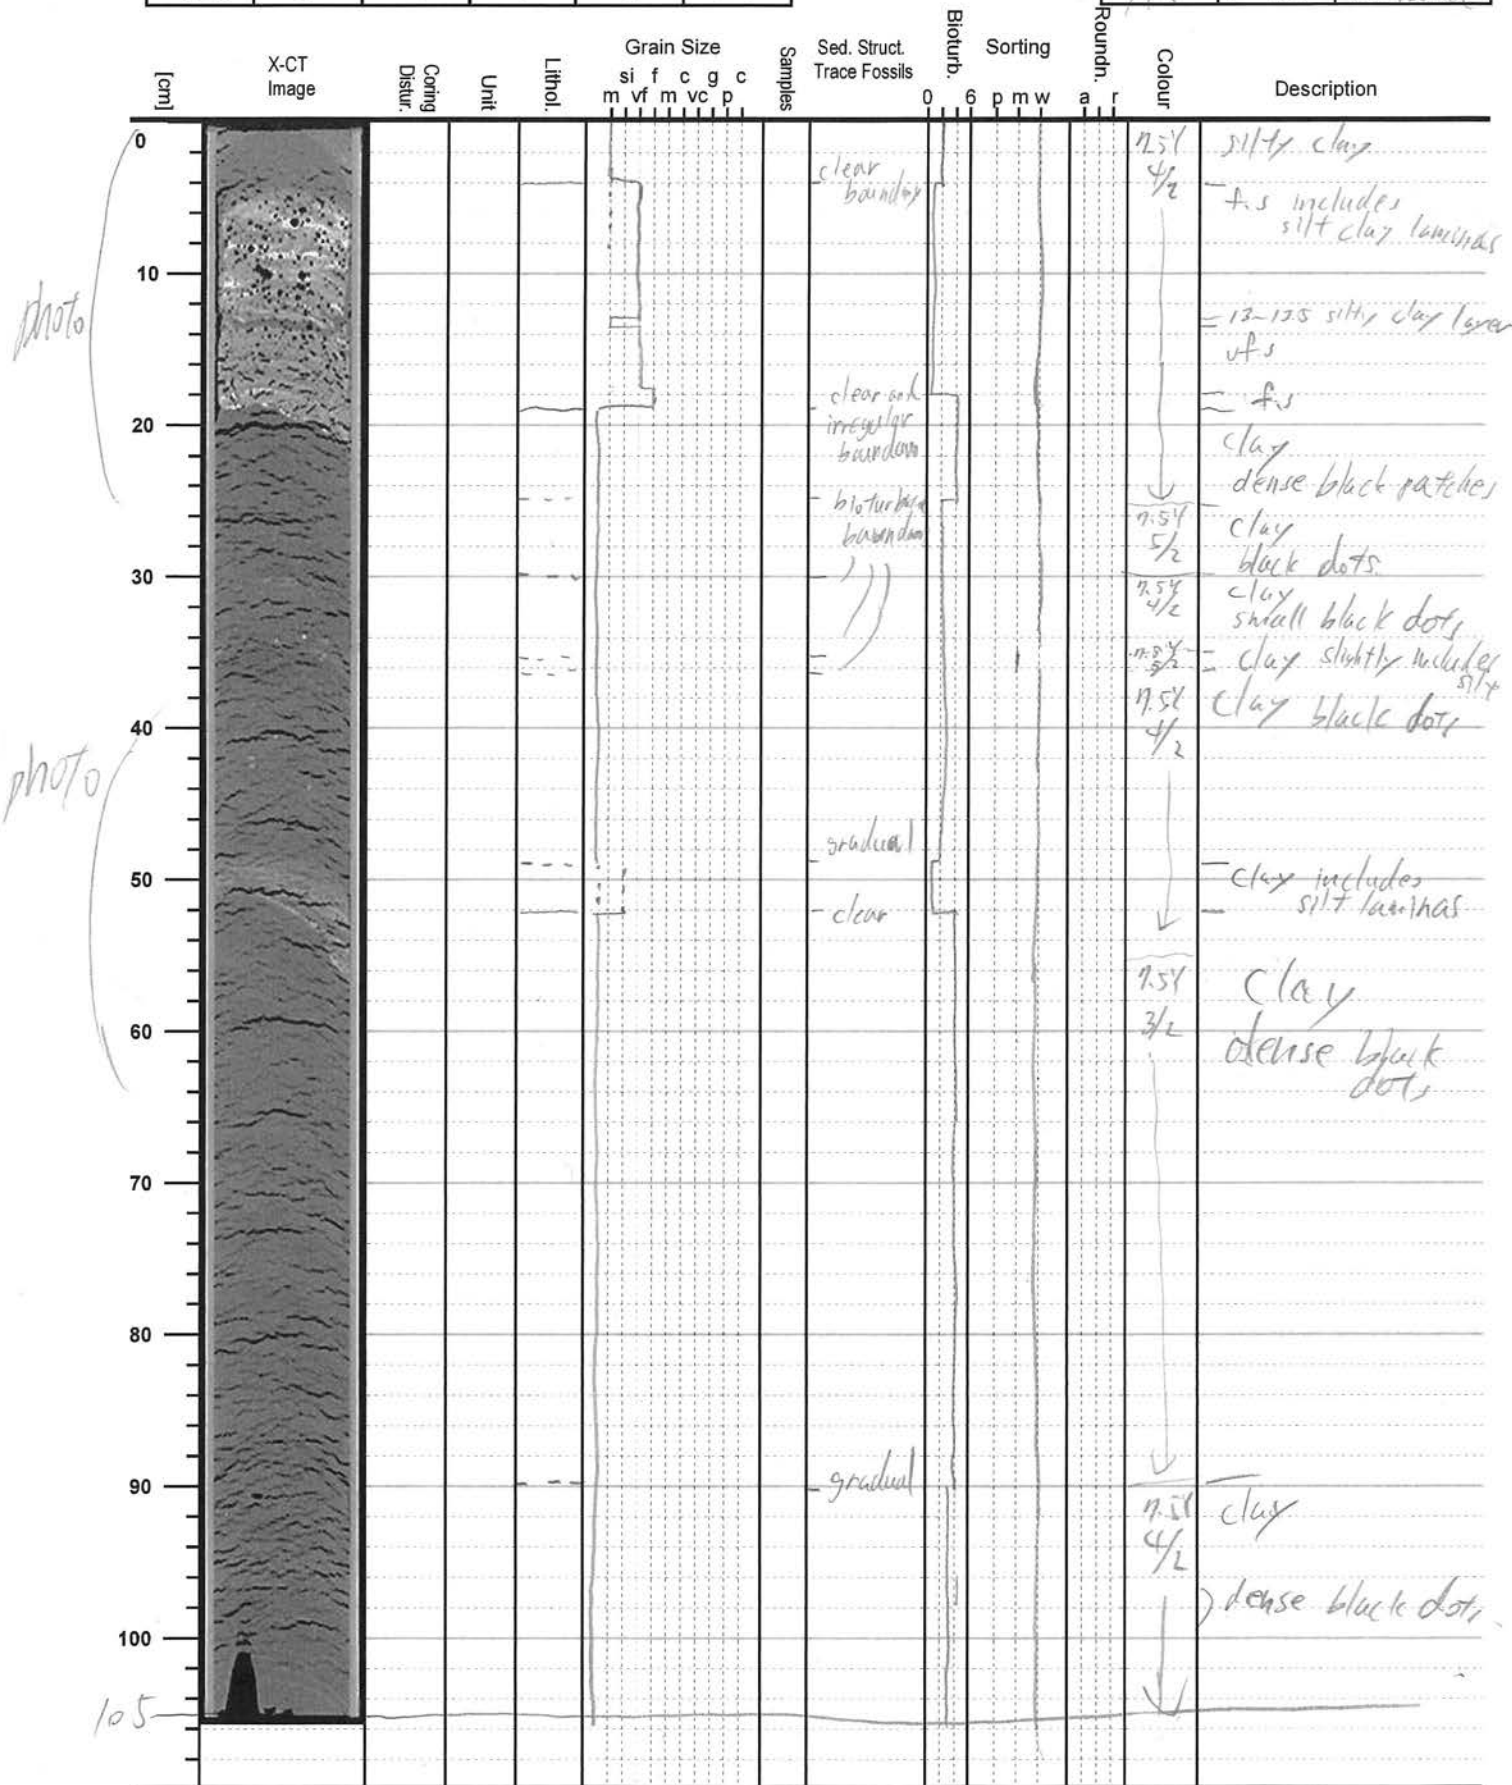 X-CT
Image
[cm]
Coring
Distur.
Unit
Lithol.
Grain Size
si f c g c
m vf m vc p
Samples
Sed. Struct.
Trace Fossils
Bioturb.
0 6
Sorting
p m w
Roundn.
a r
Colour
Description
0
10
20
30
40
50
60
70
80
90
100
105
photo
photo
clear
boundary
clear and
irregular
boundary
gradual
clear
gradual
7.5Y
4/2
7.5Y
5/2
7.5Y
4/2
7.5Y
5/2
7.5Y
4/2
7.5Y
3/2
7.5Y
4/2
silty clay
f.s includes
silt clay laminas
13-13.5 silty clay layer
vf.s
f.s
clay
dense black patches
clay
black dots
clay
small black dots
clay slightly includes
silt
clay black dots
clay includes
silt laminas
clay
dense black
dots
clay
dense black dots